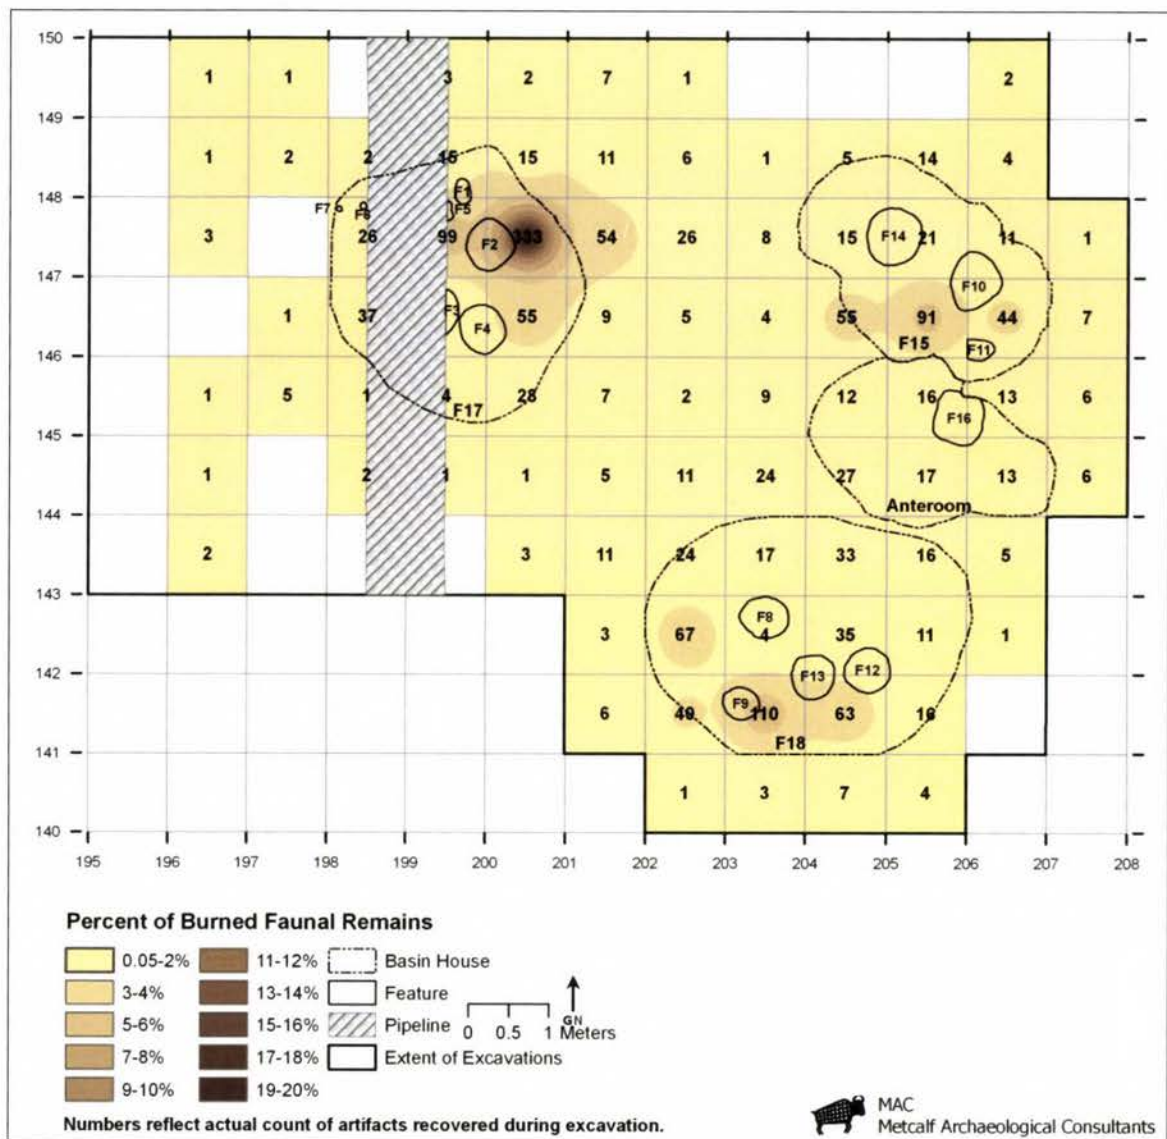 150
1 1 3 2 7 1 2
149
1 2 2 15 15 11 6 1 5 14 4
148
F1
F7 F6 F5
3 26 99 F2 333 54 26 8 15 F14 21 11 1
147
F10
1 37 F3 F4 55 9 5 4 55 91 44 7
F15 F11
146
1 5 1 4 28 7 2 9 12 16 13 6
F17 F16
145
1 2 1 1 5 11 24 27 17 13 6
Anteroom
144
2 3 11 24 17 33 16 5
143
F8
3 67 4 35 11 1
142
F13 F12
F9
6 49 110 63 16
F18
141
1 3 7 4
140
195 196 197 198 199 200 201 202 203 204 205 206 207 208
Percent of Burned Faunal Remains
0.05-2% 11-12% Basin House
3-4% 13-14% Feature
5-6% 15-16% Pipeline
7-8% 17-18% Extent of Excavations
9-10% 19-20%
GN
0 0.5 1 Meters
Numbers reflect actual count of artifacts recovered during excavation.
MAC
Metcalf Archaeological Consultants